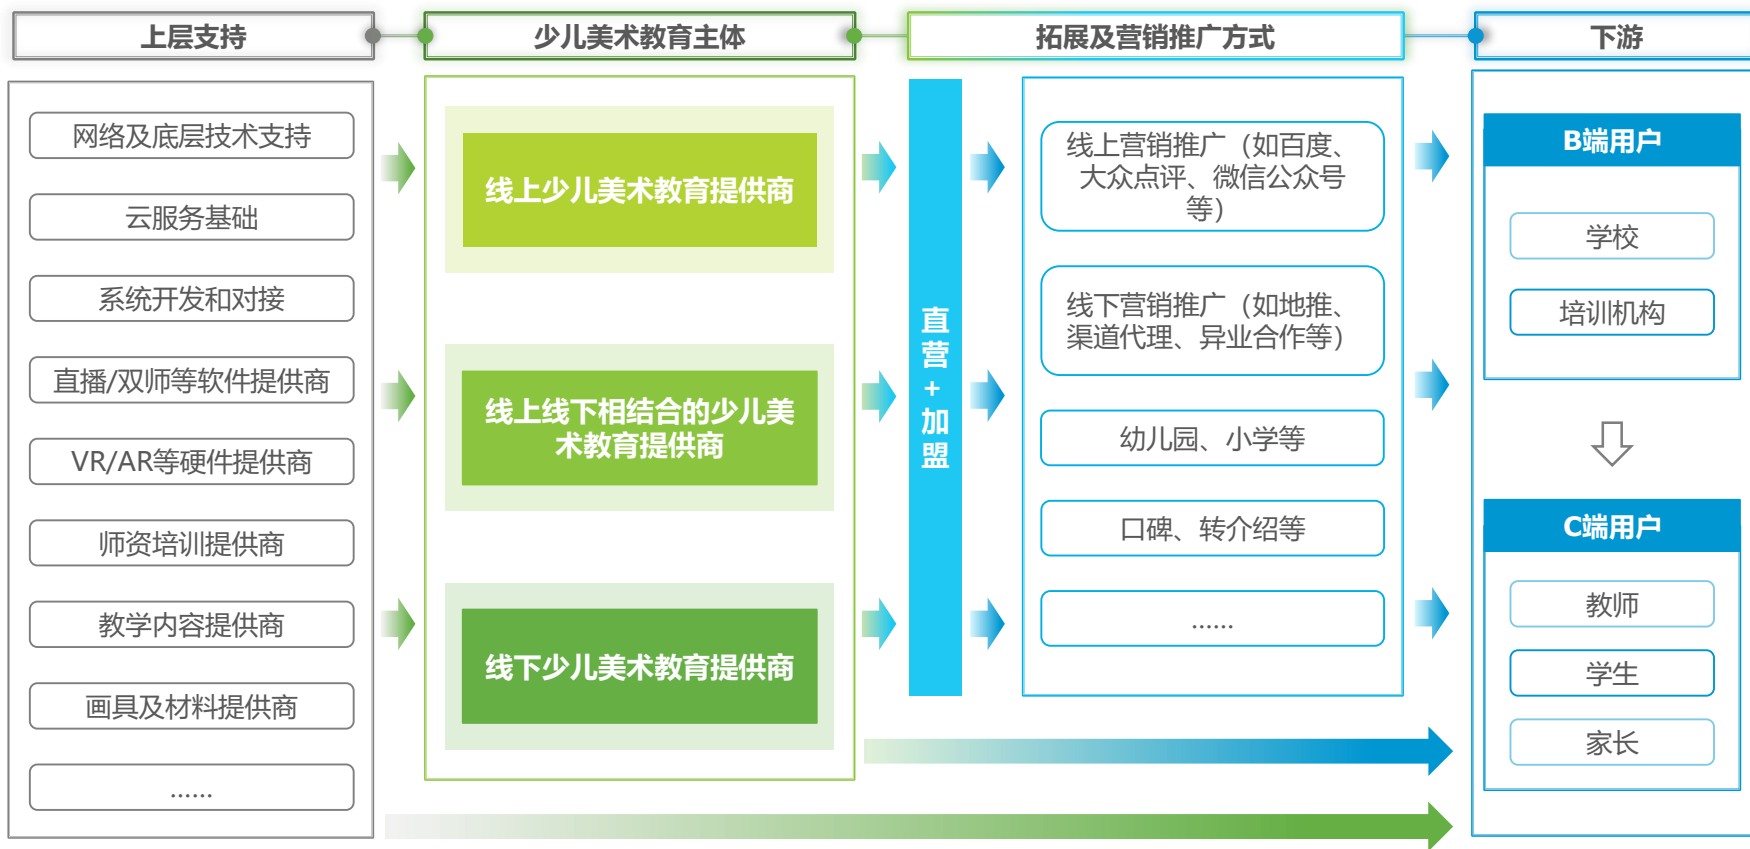 上层支持
少儿美术教育主体
拓展及营销推广方式
下游
网络及底层技术支持
云服务基础
系统开发和对接
直播/双师等软件提供商
VR/AR等硬件提供商
师资培训提供商
教学内容提供商
画具及材料提供商
......
线上少儿美术教育提供商
线上线下相结合的少儿美
术教育提供商
线下少儿美术教育提供商
直营+加盟
线上营销推广（如百度、
大众点评、微信公众号
等）
线下营销推广（如地推、
渠道代理、异业合作等）
幼儿园、小学等
口碑、转介绍等
......
B端用户
学校
培训机构
C端用户
教师
学生
家长